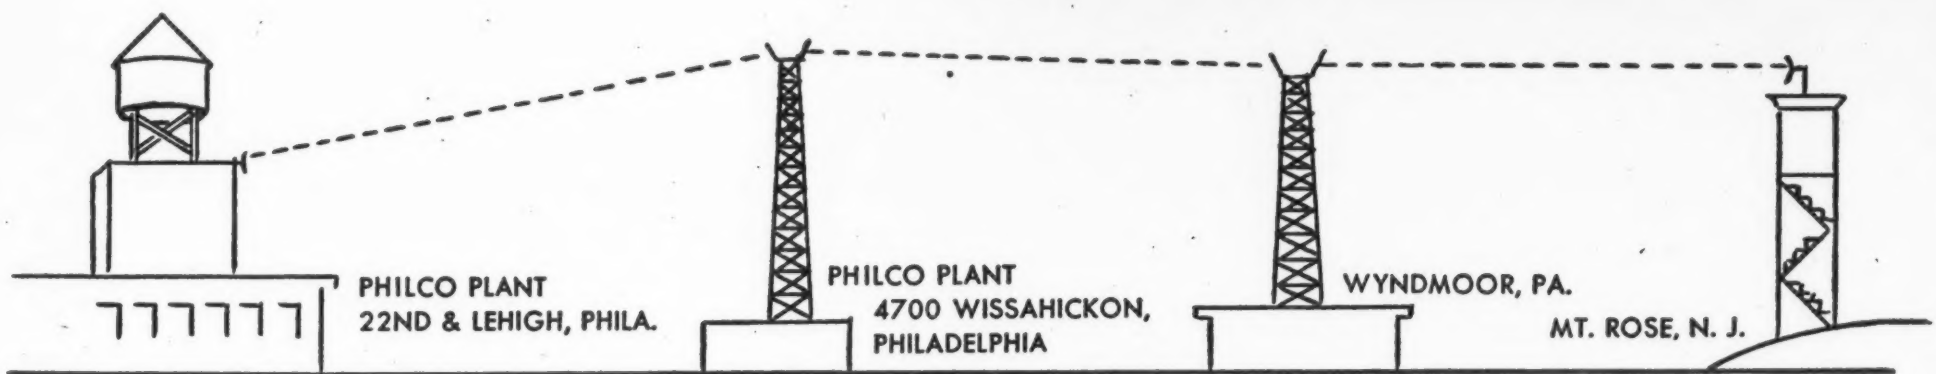 PHILCO PLANT
22ND & LEHIGH, PHILA.
PHILCO PLANT
4700 WISSAHICKON,
PHILADELPHIA
WYNDMOOR, PA.
MT. ROSE, N. J.